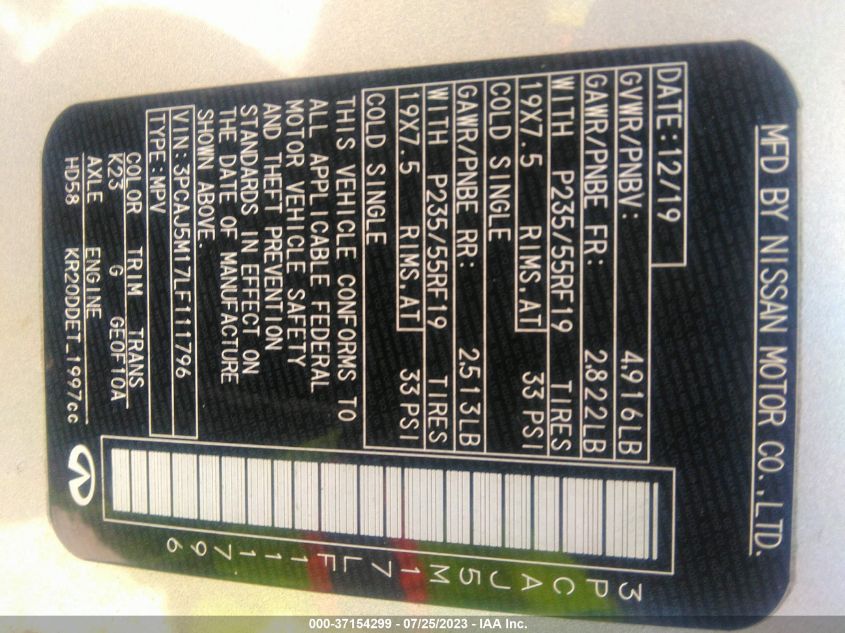 MFD BY NISSAN MOTOR CO.,LTD.
DATE:12/19
GVWR/PNBV: 4,916LB
GAWR/PNBE FR: 2,822LB
WITH P235/55RF19 TIRES
19X7.5 RIMS,AT 33 PSI
COLD SINGLE
GAWR/PNBE RR: 2,513LB
WITH P235/55RF19 TIRES
19X7.5 RIMS,AT 33 PSI
COLD SINGLE
THIS VEHICLE CONFORMS TO
ALL APPLICABLE FEDERAL
MOTOR VEHICLE SAFETY
AND THEFT PREVENTION
STANDARDS IN EFFECT ON
THE DATE OF MANUFACTURE
SHOWN ABOVE.
VIN:3PCAJ5M17LF111796
TYPE:MPV
COLOR TRIM TRANS
K23 G GE0F10A
AXLE ENGINE
HD58 KR20DDET_1997cc
3PCAJ5M17LF111796
000-37154299 - 07/25/2023 - IAA Inc.